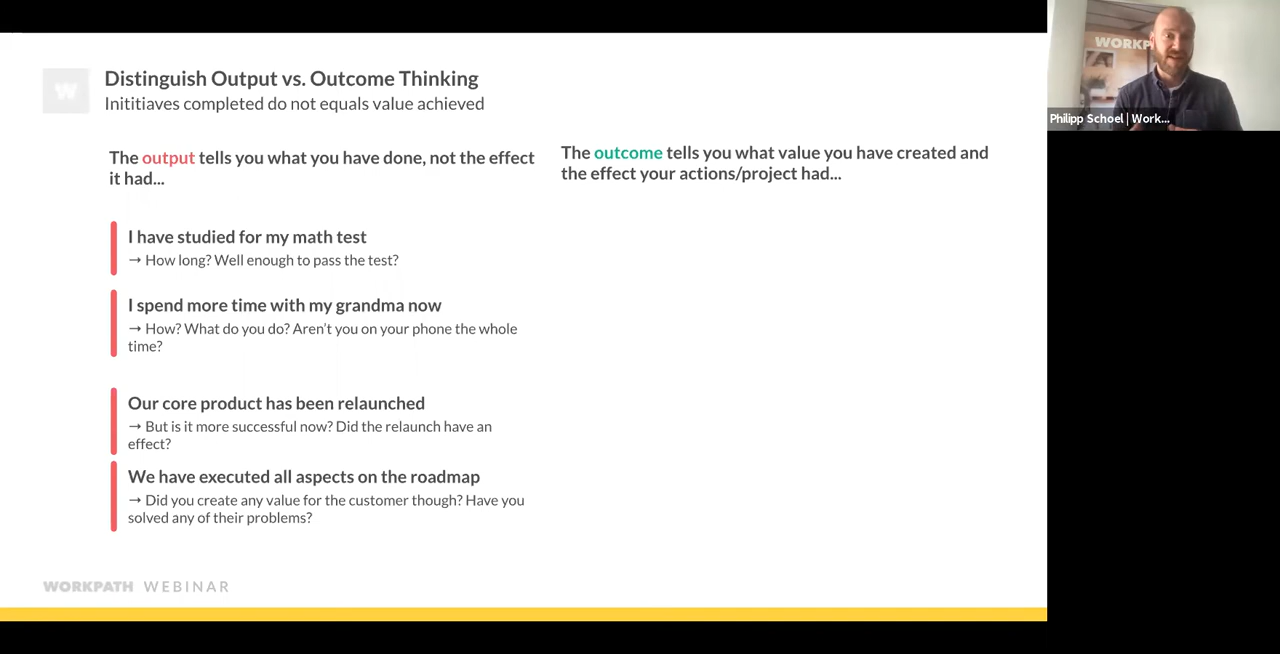 W
Distinguish Output vs. Outcome Thinking
Inititiaves completed do not equals value achieved
The output tells you what you have done, not the effect
it had...
I have studied for my math test
→ How long? Well enough to pass the test?
I spend more time with my grandma now
→ How? What do you do? Aren't you on your phone the whole
time?
Our core product has been relaunched
→ But is it more successful now? Did the relaunch have an
effect?
We have executed all aspects on the roadmap
→ Did you create any value for the customer though? Have you
solved any of their problems?
The outcome tells you what value you have created and
the effect your actions/project had...
WORKPATH WEBINAR
WORKP
Philipp Schoel | Work...